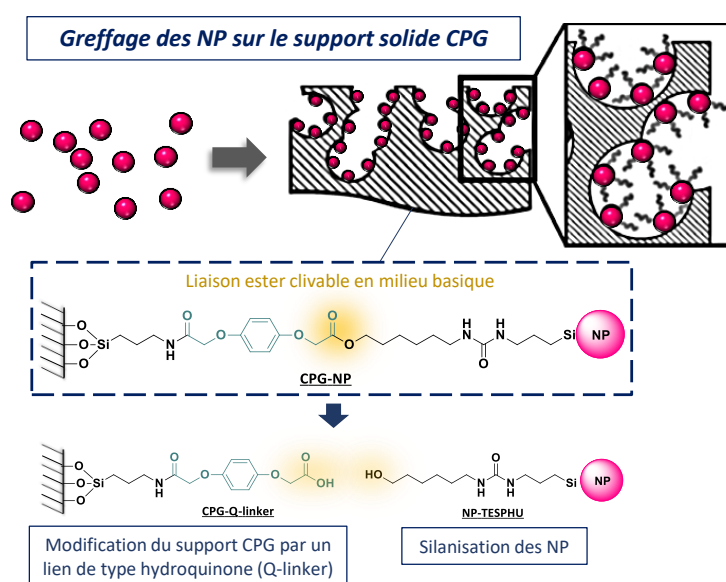 Greffage des NP sur le support solide CPG
Liaison ester clivable en milieu basique
O
O
O
Si
N
H
O
O
O
O
O
H
N
O
H
N
Si
NP
CPG-NP
O
O
O
Si
N
H
O
O
O
O
OH
CPG-Q-linker
HO
N
H
O
N
H
Si
NP
NP-TESPHU
Modification du support CPG par un
lien de type hydroquinone (Q-linker)
Silanisation des NP